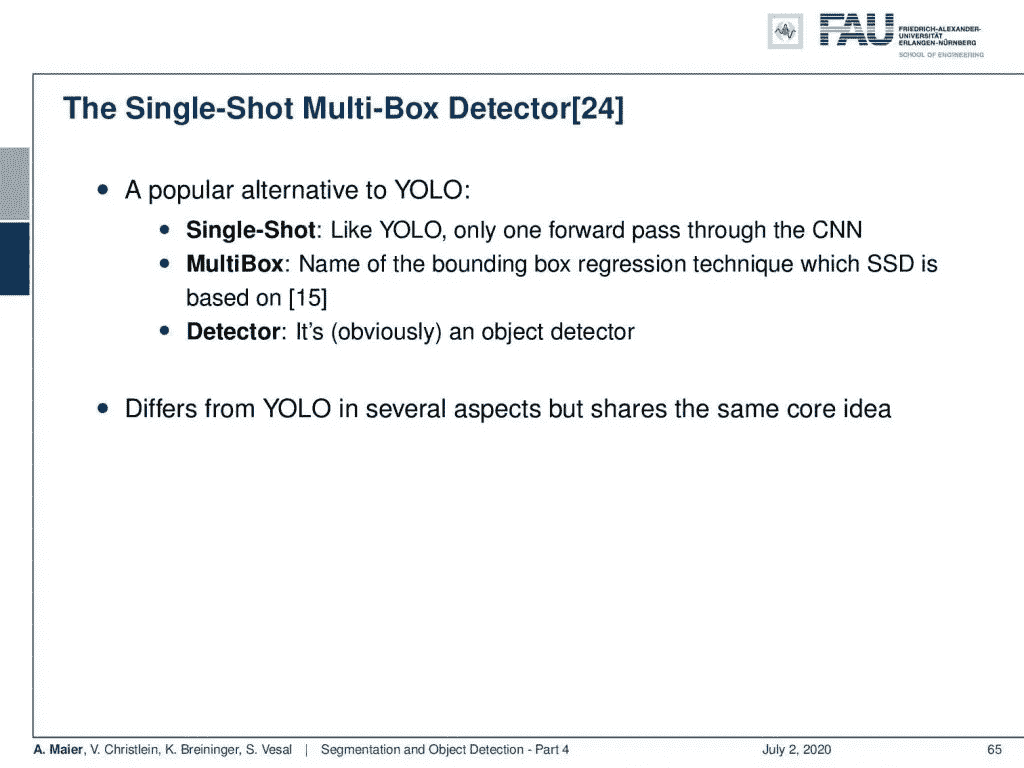 FAU
FRIEDRICH-ALEXANDER-
UNIVERSITÄT
ERLANGEN-NÜRNBERG
SCHOOL OF ENGINEERING
The Single-Shot Multi-Box Detector[24]
• A popular alternative to YOLO:
• Single-Shot: Like YOLO, only one forward pass through the CNN
• MultiBox: Name of the bounding box regression technique which SSD is
based on [15]
• Detector: It's (obviously) an object detector
• Differs from YOLO in several aspects but shares the same core idea
A. Maier, V. Christlein, K. Breininger, S. Vesal | Segmentation and Object Detection - Part 4 July 2, 2020 65